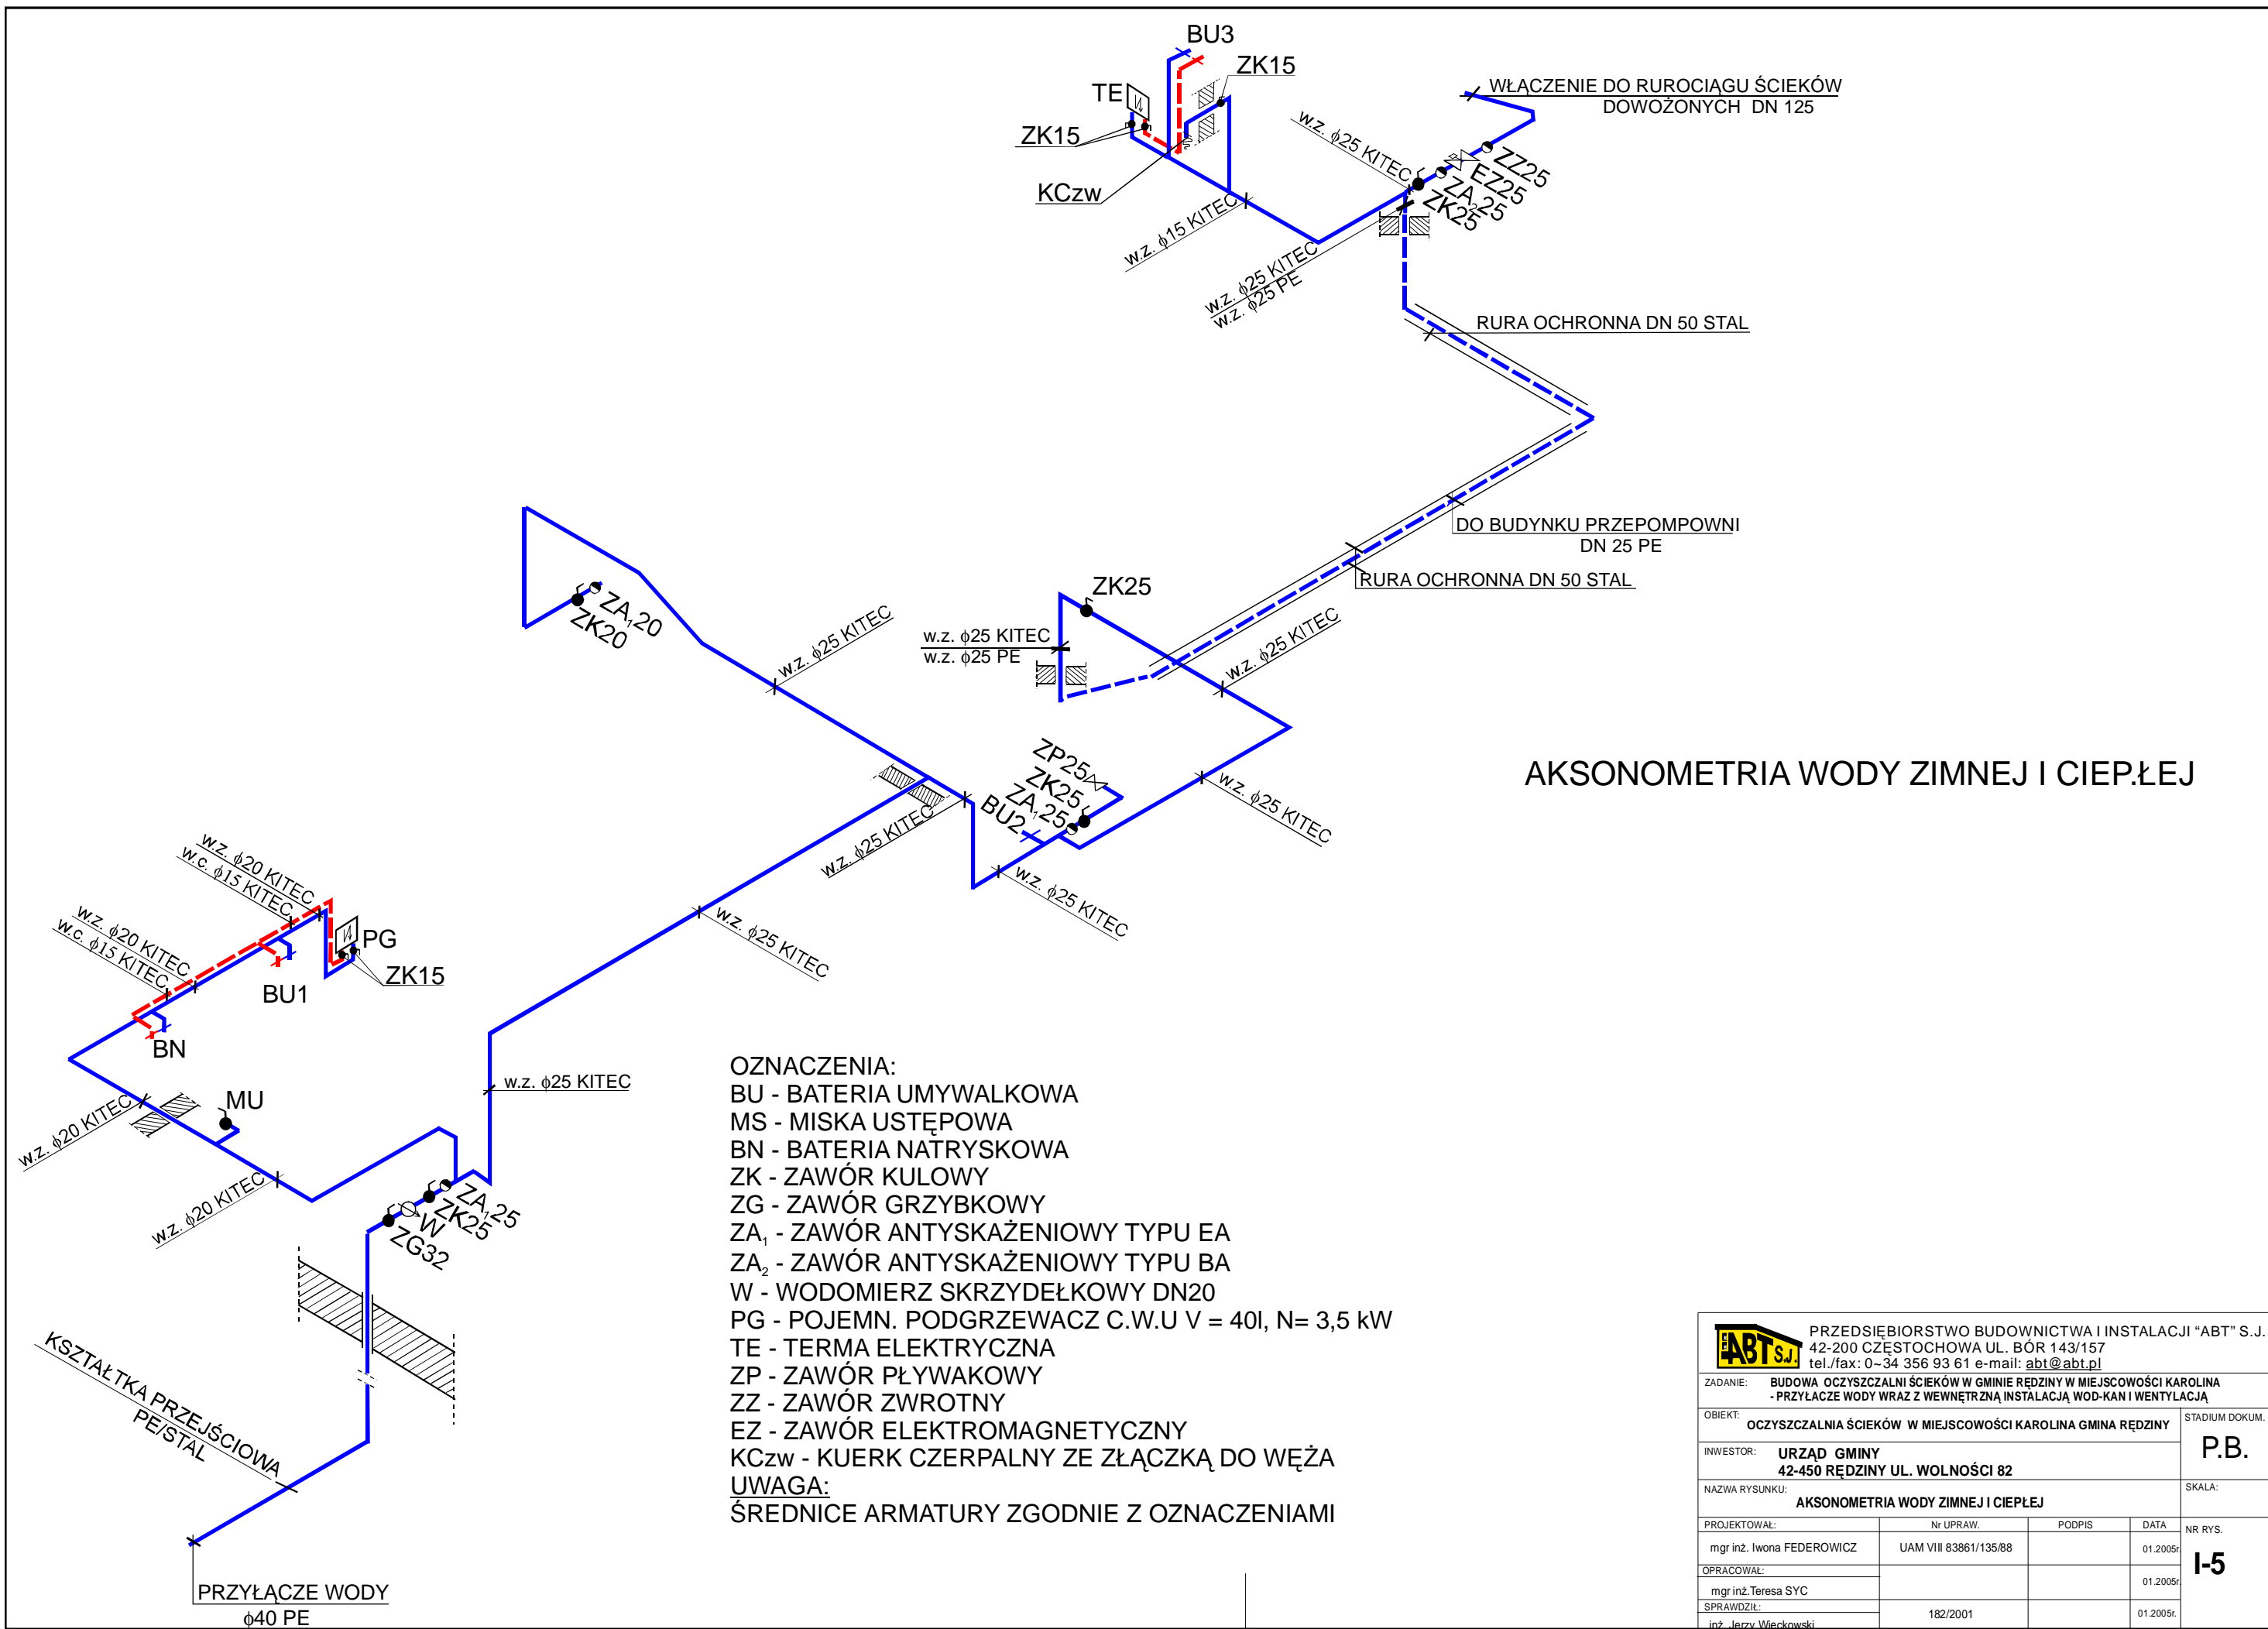 BU3
ZK15
TE
ZK15
KCzw
w.z. ϕ15 KITEC
WŁĄCZENIE DO RUROCIĄGU ŚCIEKÓW
DOWOŻONYCH DN 125
w.z. ϕ25 KITEC
ZZ25
EZ25
ZA₂25
ZK25
w.z. ϕ25 KITEC
w.z. ϕ25 PE
RURA OCHRONNA DN 50 STAL
DO BUDYNKU PRZEPOMPOWNI
DN 25 PE
RURA OCHRONNA DN 50 STAL
ZA₁20
ZK20
w.z. ϕ25 KITEC
ZK25
w.z. ϕ25 KITEC
w.z. ϕ25 PE
w.z. ϕ25 KITEC
ZP25
ZK25
ZA₁25
BU2
w.z. ϕ25 KITEC
w.z. ϕ25 KITEC
w.z. ϕ25 KITEC
w.z. ϕ25 KITEC
AKSONOMETRIA WODY ZIMNEJ I CIEP.ŁEJ
w.z. ϕ20 KITEC
w.c. ϕ15 KITEC
w.z. ϕ20 KITEC
w.c. ϕ15 KITEC
PG
ZK15
BU1
BN
MU
w.z. ϕ20 KITEC
w.z. ϕ20 KITEC
w.z. ϕ25 KITEC
ZA₁25
ZK25
W
ZG32
KSZTAŁTKA PRZEJŚCIOWA
PE/STAL
PRZYŁĄCZE WODY
ϕ40 PE
OZNACZENIA:
BU - BATERIA UMYWALKOWA
MS - MISKA USTĘPOWA
BN - BATERIA NATRYSKOWA
ZK - ZAWÓR KULOWY
ZG - ZAWÓR GRZYBKOWY
ZA₁ - ZAWÓR ANTYSKAŻENIOWY TYPU EA
ZA₂ - ZAWÓR ANTYSKAŻENIOWY TYPU BA
W - WODOMIERZ SKRZYDEŁKOWY DN20
PG - POJEMN. PODGRZEWACZ C.W.U V = 40l, N= 3,5 kW
TE - TERMA ELEKTRYCZNA
ZP - ZAWÓR PŁYWAKOWY
ZZ - ZAWÓR ZWROTNY
EZ - ZAWÓR ELEKTROMAGNETYCZNY
KCzw - KUERK CZERPALNY ZE ZŁĄCZKĄ DO WĘŻA
UWAGA:
ŚREDNICE ARMATURY ZGODNIE Z OZNACZENIAMI
ABT S.J.
PRZEDSIĘBIORSTWO BUDOWNICTWA I INSTALACJI “ABT” S.J.
42-200 CZĘSTOCHOWA UL. BÓR 143/157
tel./fax: 0~34 356 93 61 e-mail: abt@abt.pl
ZADANIE: BUDOWA OCZYSZCZALNI ŚCIEKÓW W GMINIE RĘDZINY W MIEJSCOWOŚCI KAROLINA
- PRZYŁACZE WODY WRAZ Z WEWNĘTRZNĄ INSTALACJĄ WOD-KAN I WENTYLACJĄ
OBIEKT: OCZYSZCZALNIA ŚCIEKÓW W MIEJSCOWOŚCI KAROLINA GMINA RĘDZINY
STADIUM DOKUM.
P.B.
INWESTOR: URZĄD GMINY
42-450 RĘDZINY UL. WOLNOŚCI 82
NAZWA RYSUNKU:
AKSONOMETRIA WODY ZIMNEJ I CIEPŁEJ
SKALA:
PROJEKTOWAŁ: Nr UPRAW. PODPIS DATA
NR RYS.
mgr inż. Iwona FEDEROWICZ UAM VIII 83861/135/88 01.2005r.
I-5
OPRACOWAŁ:
mgr inż.Teresa SYC 01.2005r.
SPRAWDZIŁ:
inż. Jerzy Więckowski 182/2001 01.2005r.